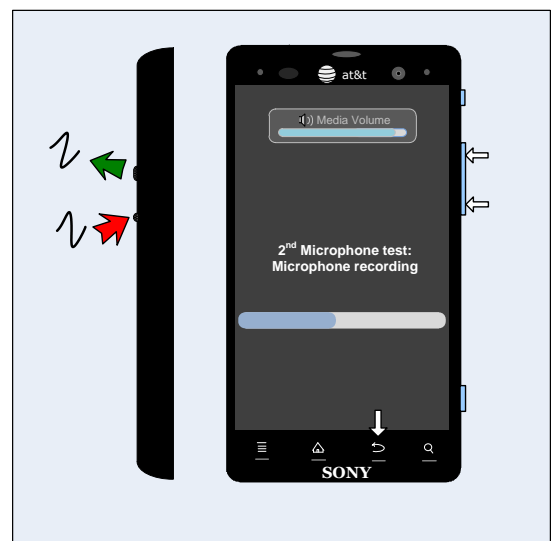 at&t
Media Volume
2nd Microphone test:
Microphone recording
SONY